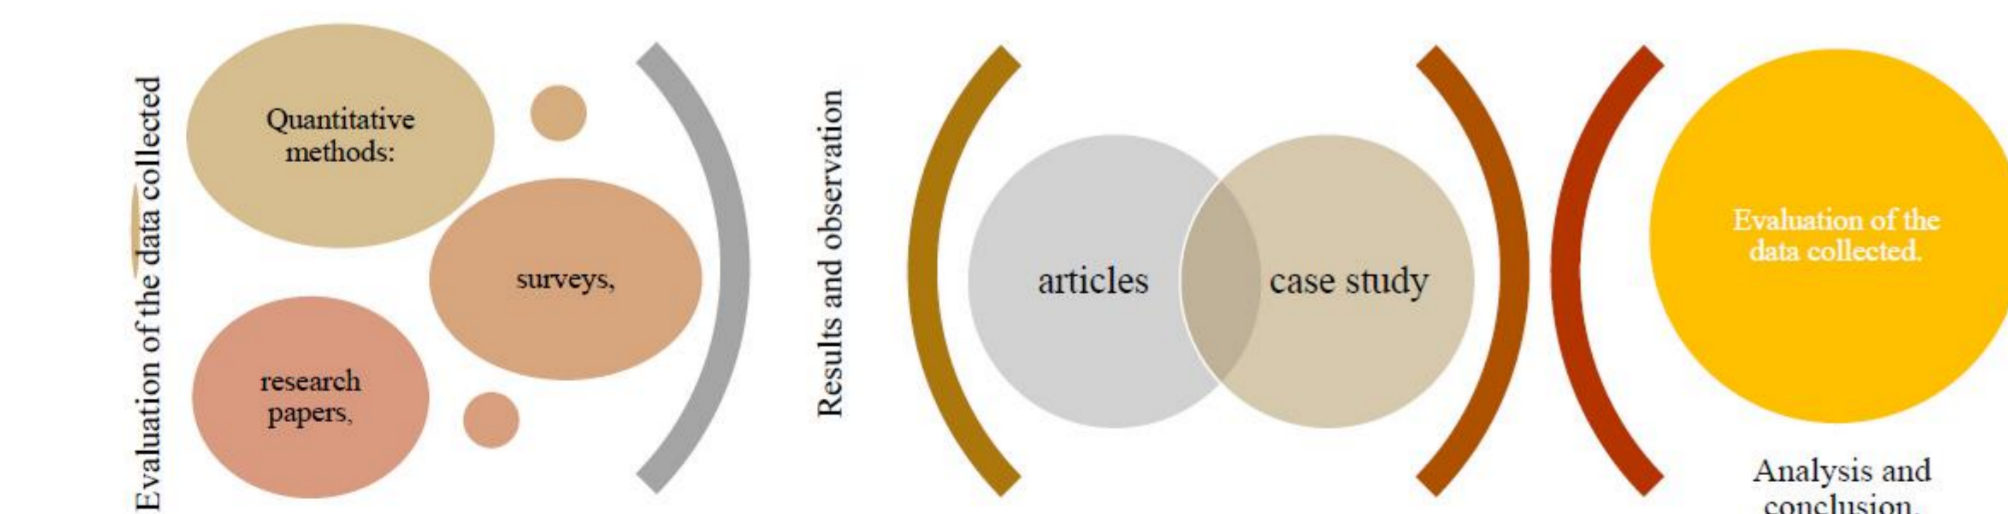 Evaluation of the data collected
Quantitative
methods:
surveys,
research
papers,
Results and observation
articles
case study
Evaluation of the
data collected.
Analysis and
conclusion.